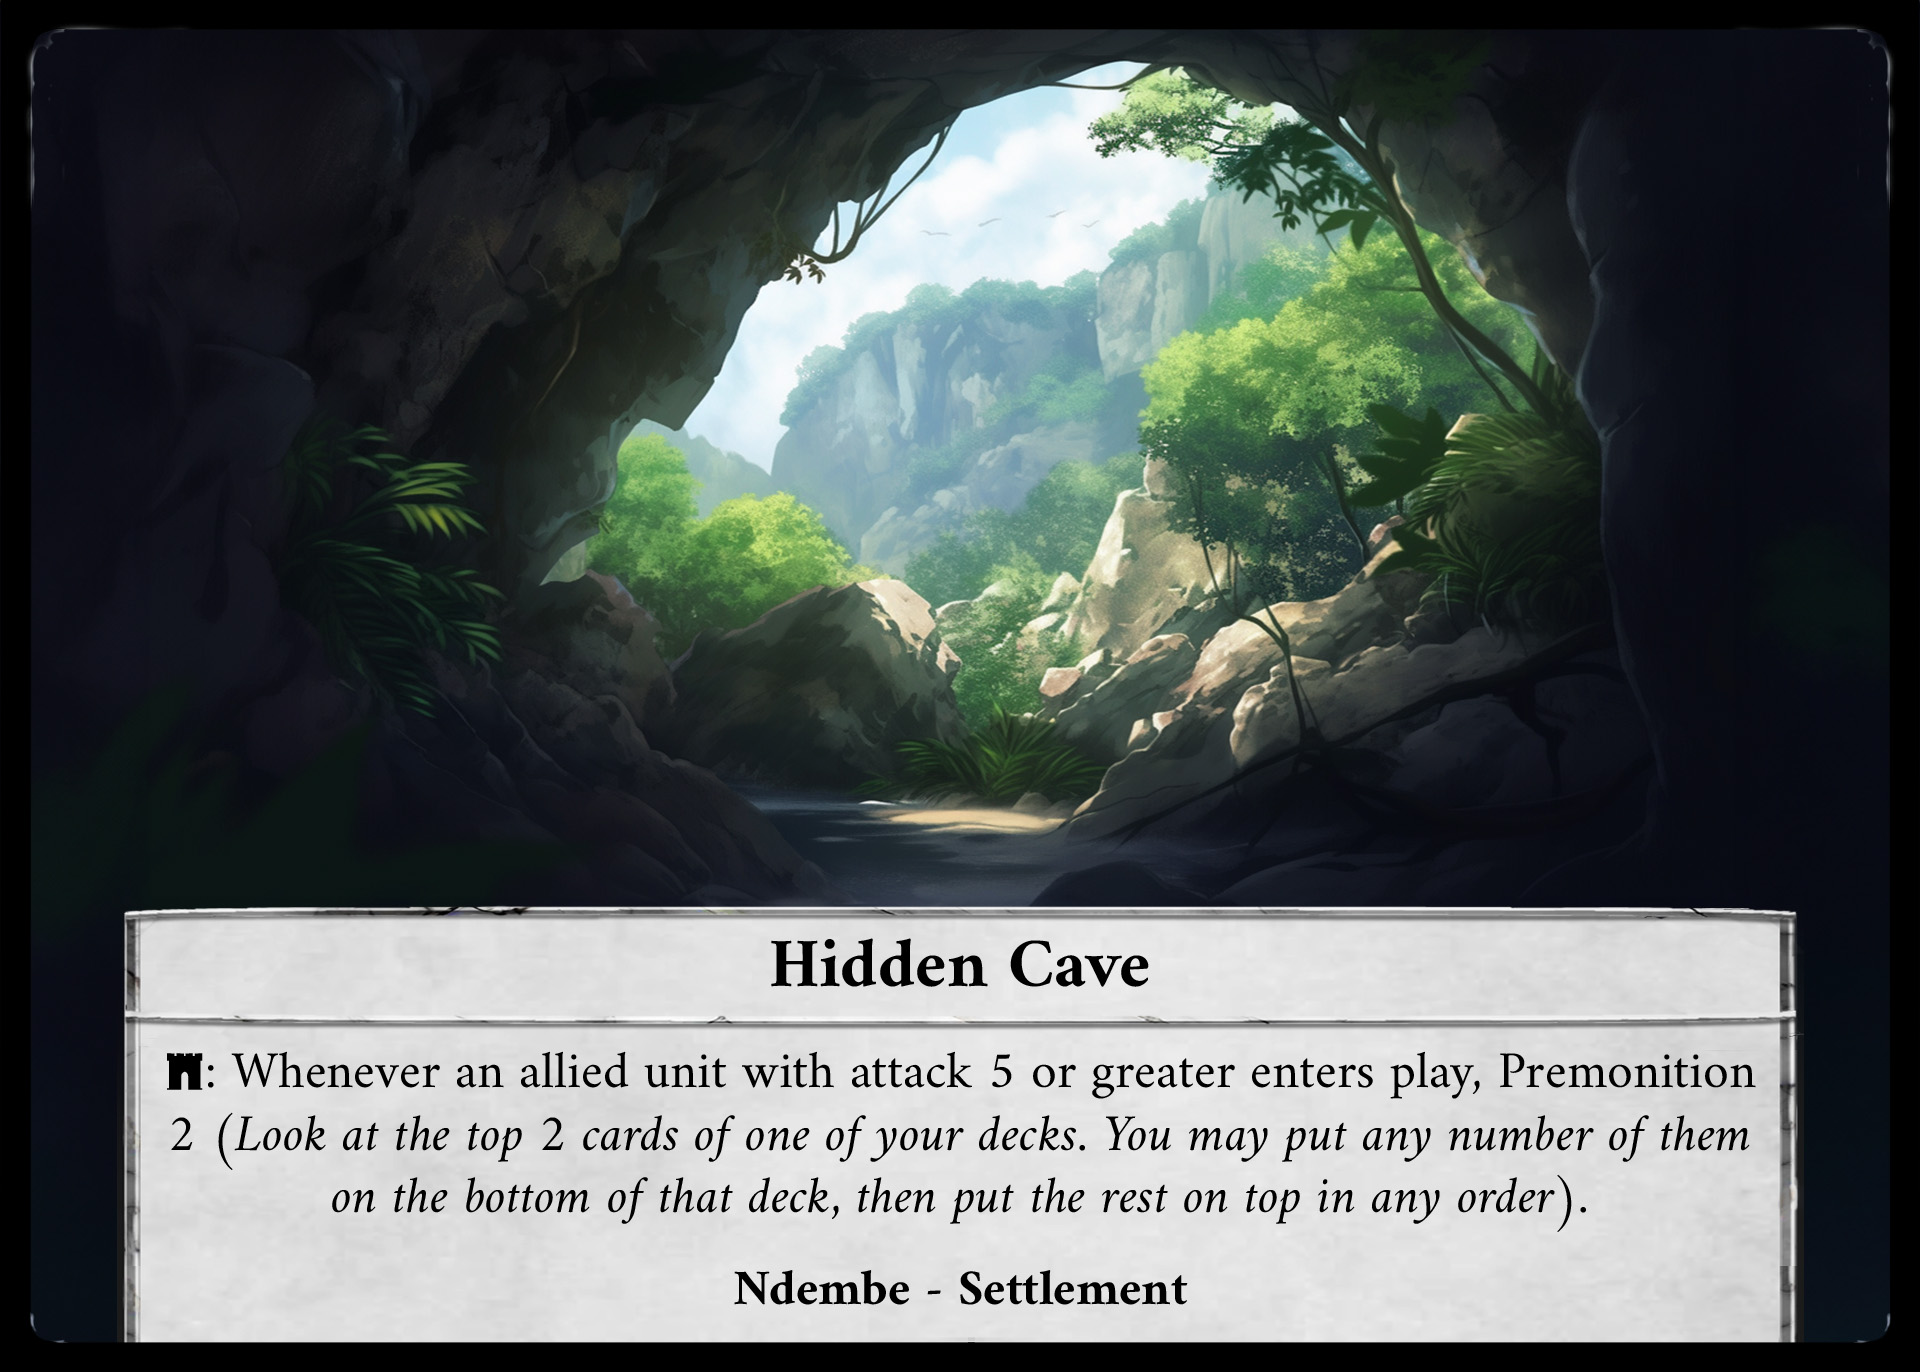 Hidden Cave
: Whenever an allied unit with attack 5 or greater enters play, Premonition
2 (Look at the top 2 cards of one of your decks. You may put any number of them
on the bottom of that deck, then put the rest on top in any order).
Ndembe - Settlement